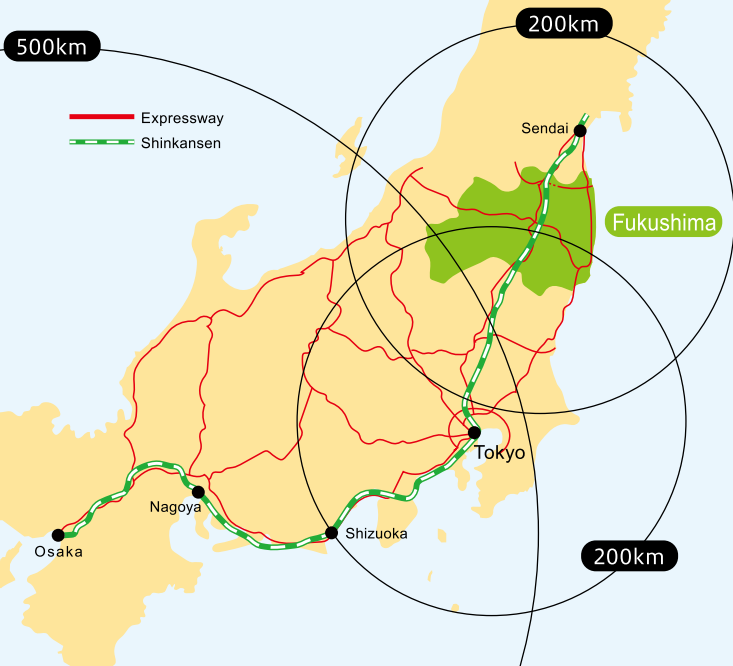 200km
500km
Expressway
Sendai
Shinkansen
Fukushima
Tokyo
Nagoya
Shizuoka
Osaka
200km